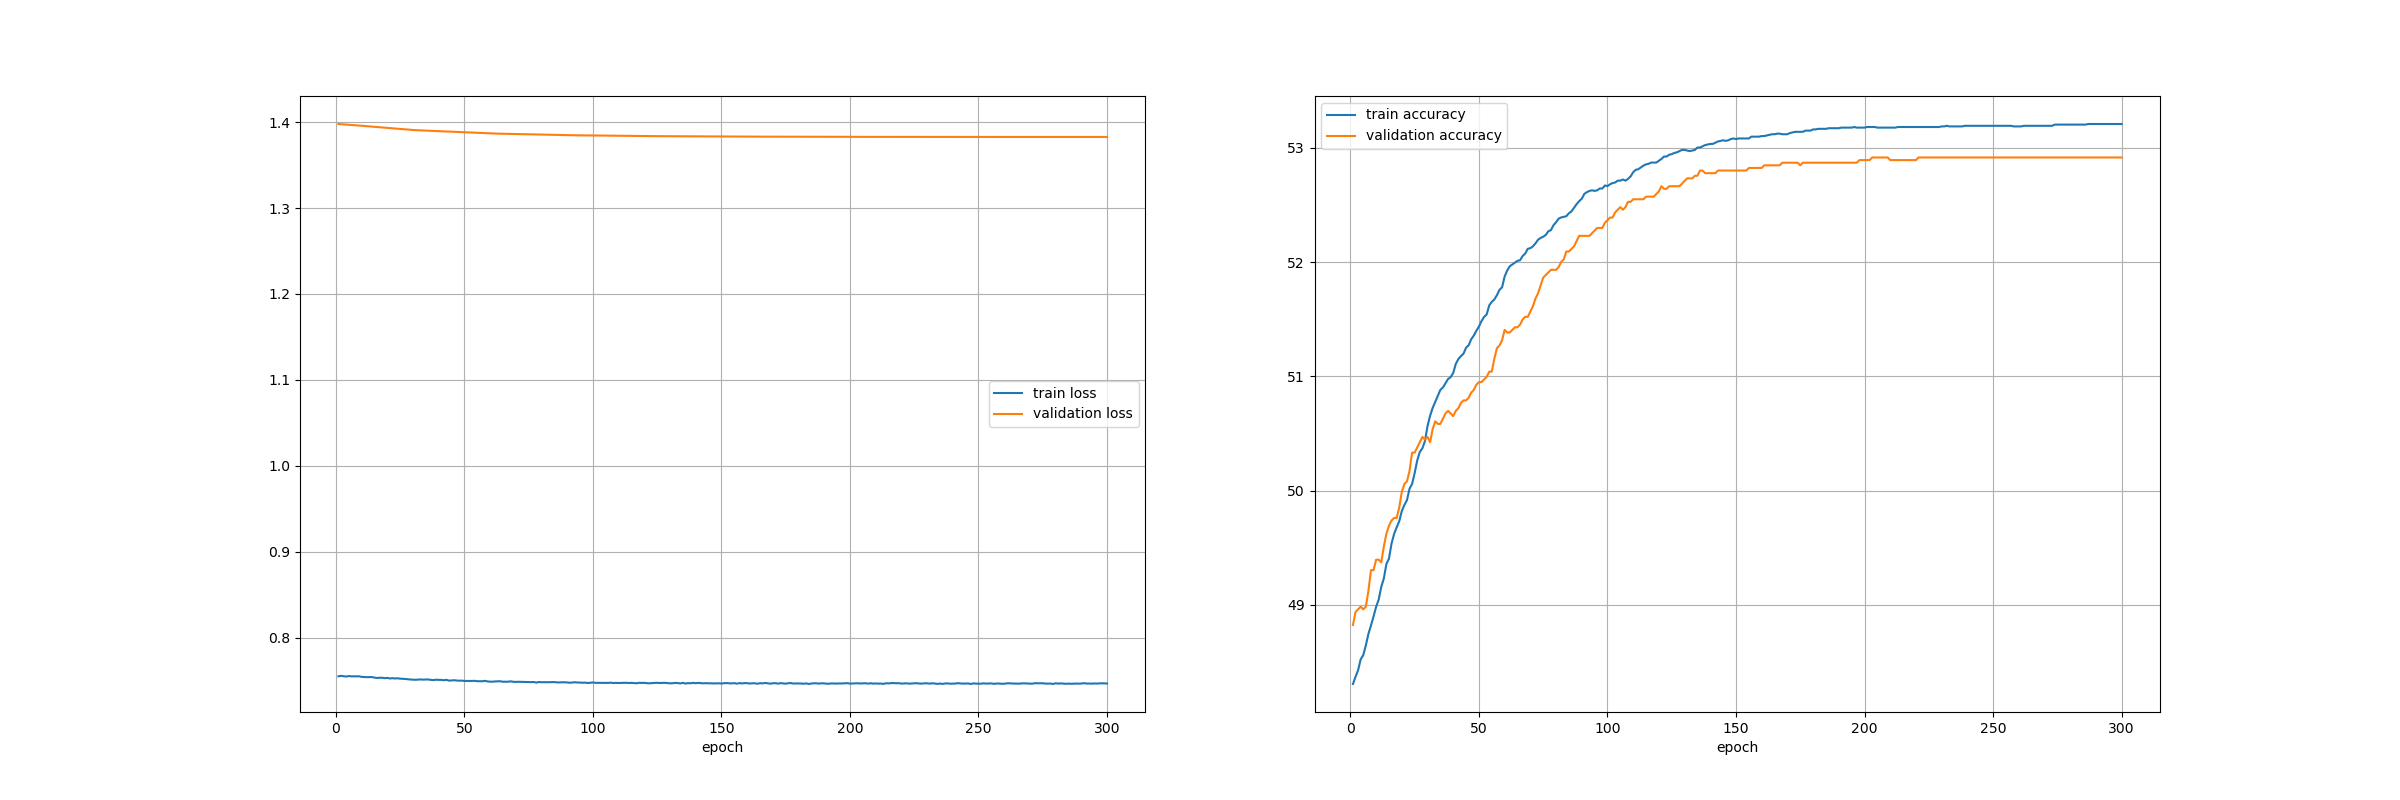 1.4
1.3
1.2
1.1
1.0
0.9
0.8
0 50 100 150 200 250 300
epoch
train loss
validation loss
53
52
51
50
49
0 50 100 150 200 250 300
epoch
train accuracy
validation accuracy